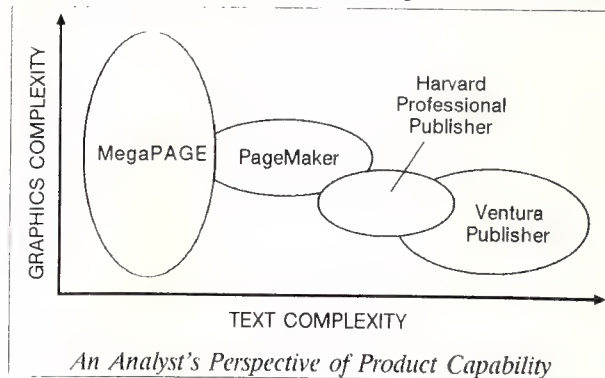 GRAPHICS COMPLEXITY
MegaPAGE
PageMaker
Harvard
Professional
Publisher
Ventura
Publisher
TEXT COMPLEXITY
An Analyst's Perspective of Product Capability